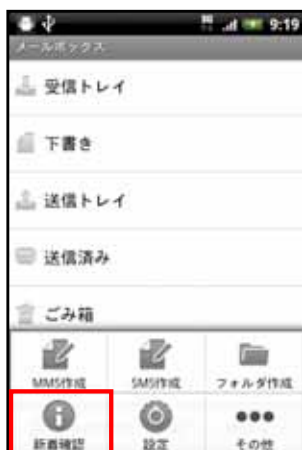 9:19
メールボックス
受信トレイ
下書き
送信トレイ
送信済み
ごみ箱
MMS作成 SMS作成 フォルダ作成
新着確認 設定 その他